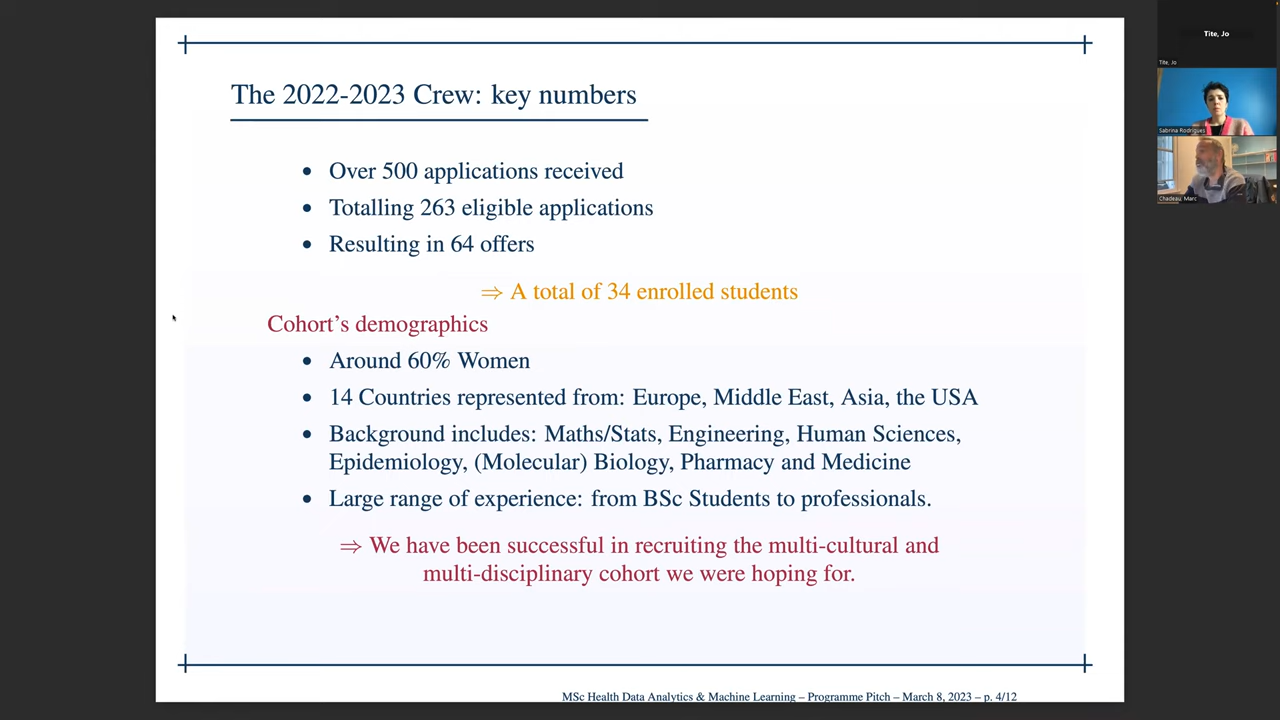 The 2022-2023 Crew: key numbers
• Over 500 applications received
• Totalling 263 eligible applications
• Resulting in 64 offers
⇒ A total of 34 enrolled students
Cohort's demographics
• Around 60% Women
• 14 Countries represented from: Europe, Middle East, Asia, the USA
• Background includes: Maths/Stats, Engineering, Human Sciences,
Epidemiology, (Molecular) Biology, Pharmacy and Medicine
• Large range of experience: from BSc Students to professionals.
⇒ We have been successful in recruiting the multi-cultural and
multi-disciplinary cohort we were hoping for.
MSc Health Data Analytics & Machine Learning – Programme Pitch – March 8, 2023 – p. 4/12
Tite, Jo
Tite, Jo
Sabrina Rodrigues
Chadeau, Marc